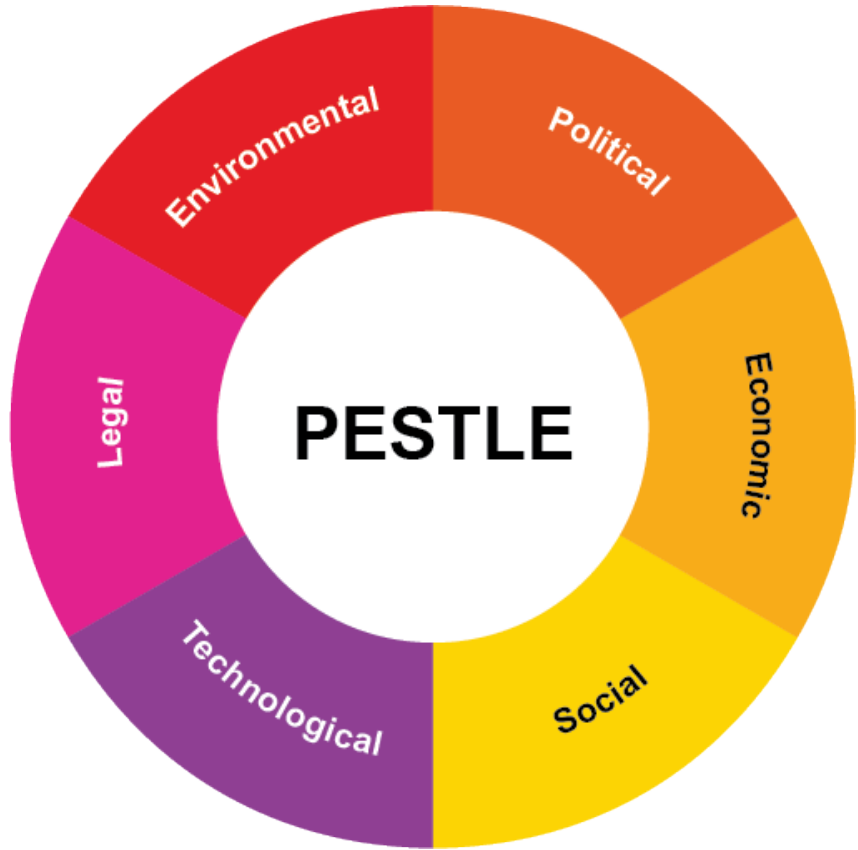 PESTLE
Political
Economic
Social
Technological
Legal
Environmental